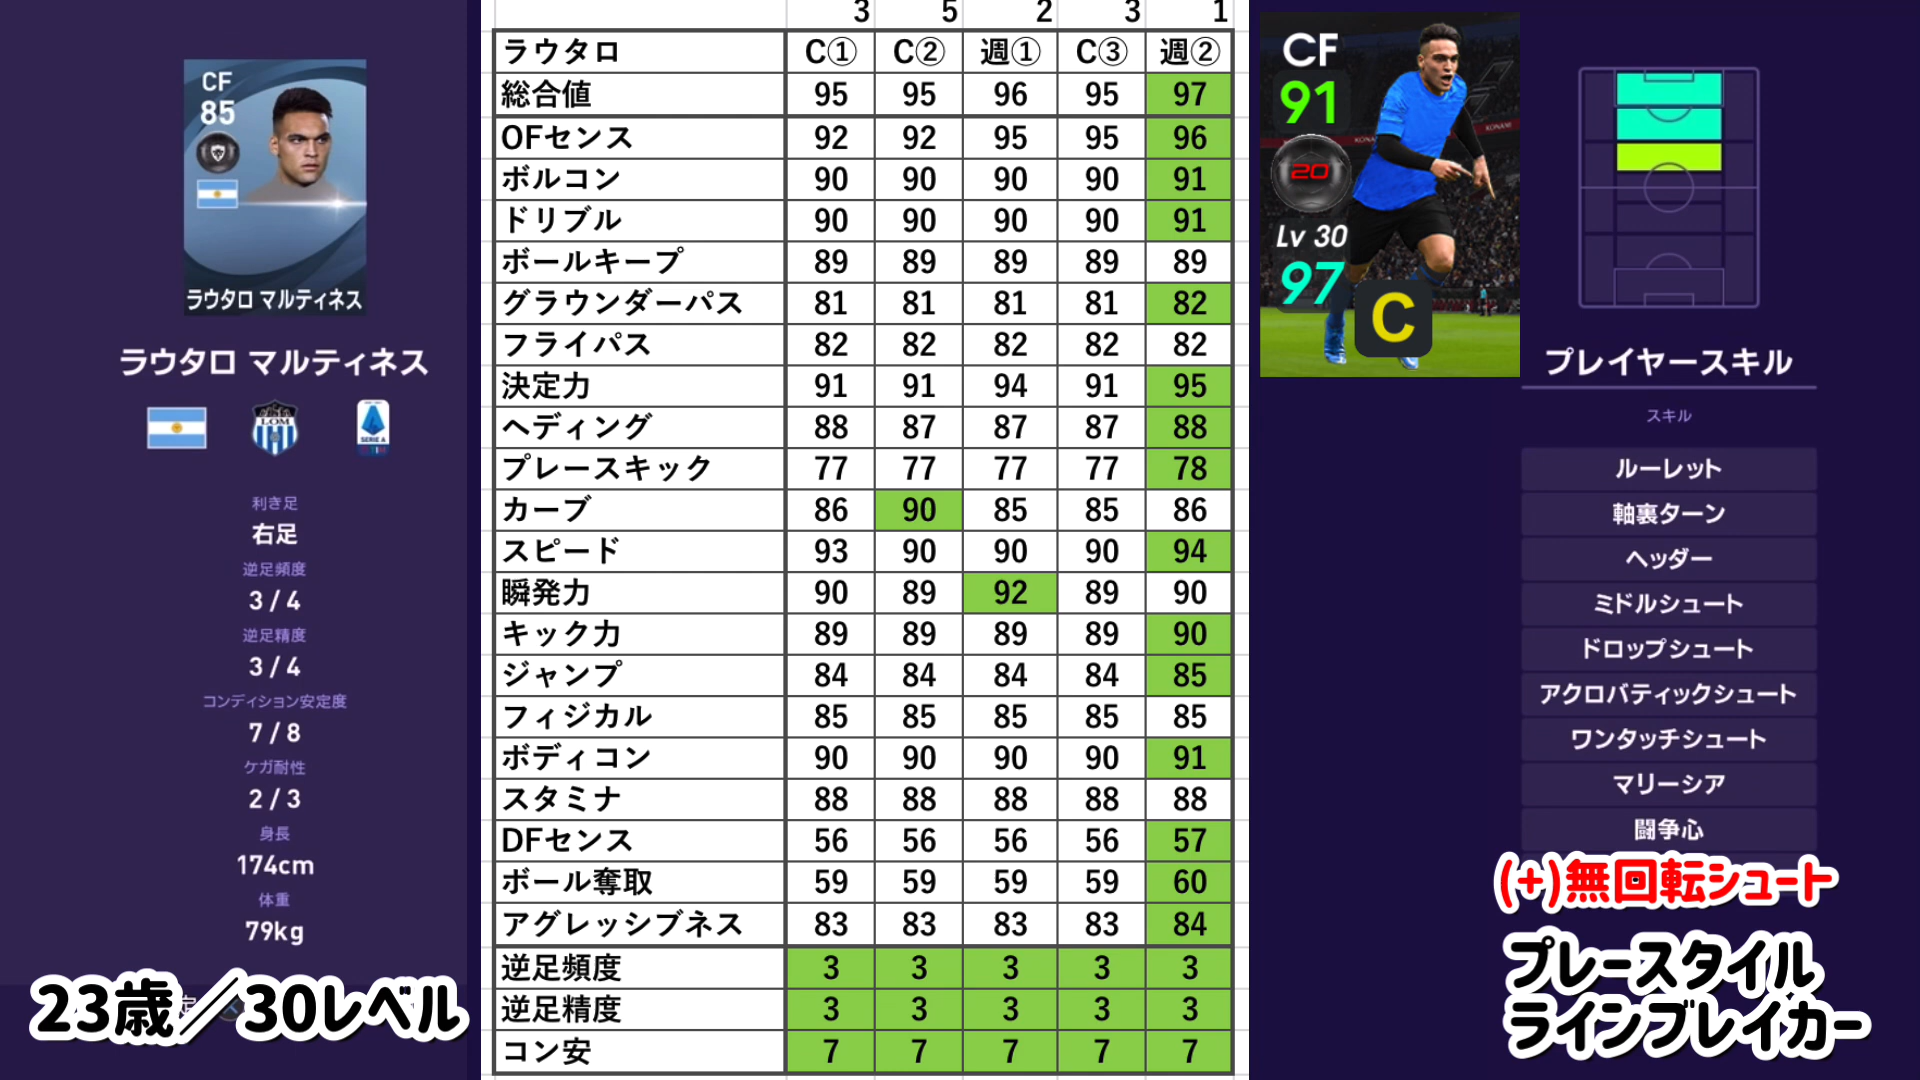 CF
85
ラウタロ マルティネス
ラウタロ マルティネス
LOM
SERIE A
利き足
右足
逆足頻度
3 / 4
逆足精度
3 / 4
コンディション安定度
7 / 8
ケガ耐性
2 / 3
身長
174cm
体重
79kg
23歳／30レベル
3 5 2 3 1
ラウタロ C① C② 週① C③ 週②
総合値 95 95 96 95 97
OFセンス 92 92 95 95 96
ボルコン 90 90 90 90 91
ドリブル 90 90 90 90 91
ボールキープ 89 89 89 89 89
グラウンダーパス 81 81 81 81 82
フライパス 82 82 82 82 82
決定力 91 91 94 91 95
ヘディング 88 87 87 87 88
プレースキック 77 77 77 77 78
カーブ 86 90 85 85 86
スピード 93 90 90 90 94
瞬発力 90 89 92 89 90
キック力 89 89 89 89 90
ジャンプ 84 84 84 84 85
フィジカル 85 85 85 85 85
ボディコン 90 90 90 90 91
スタミナ 88 88 88 88 88
DFセンス 56 56 56 56 57
ボール奪取 59 59 59 59 60
アグレッシブネス 83 83 83 83 84
逆足頻度 3 3 3 3 3
逆足精度 3 3 3 3 3
コン安 7 7 7 7 7
CF
91
20
Lv 30
97
C
KONAMI
プレイヤースキル
スキル
ルーレット
軸裏ターン
ヘッダー
ミドルシュート
ドロップシュート
アクロバティックシュート
ワンタッチシュート
マリーシア
闘争心
(+)無回転シュート
プレースタイル
ラインブレイカー